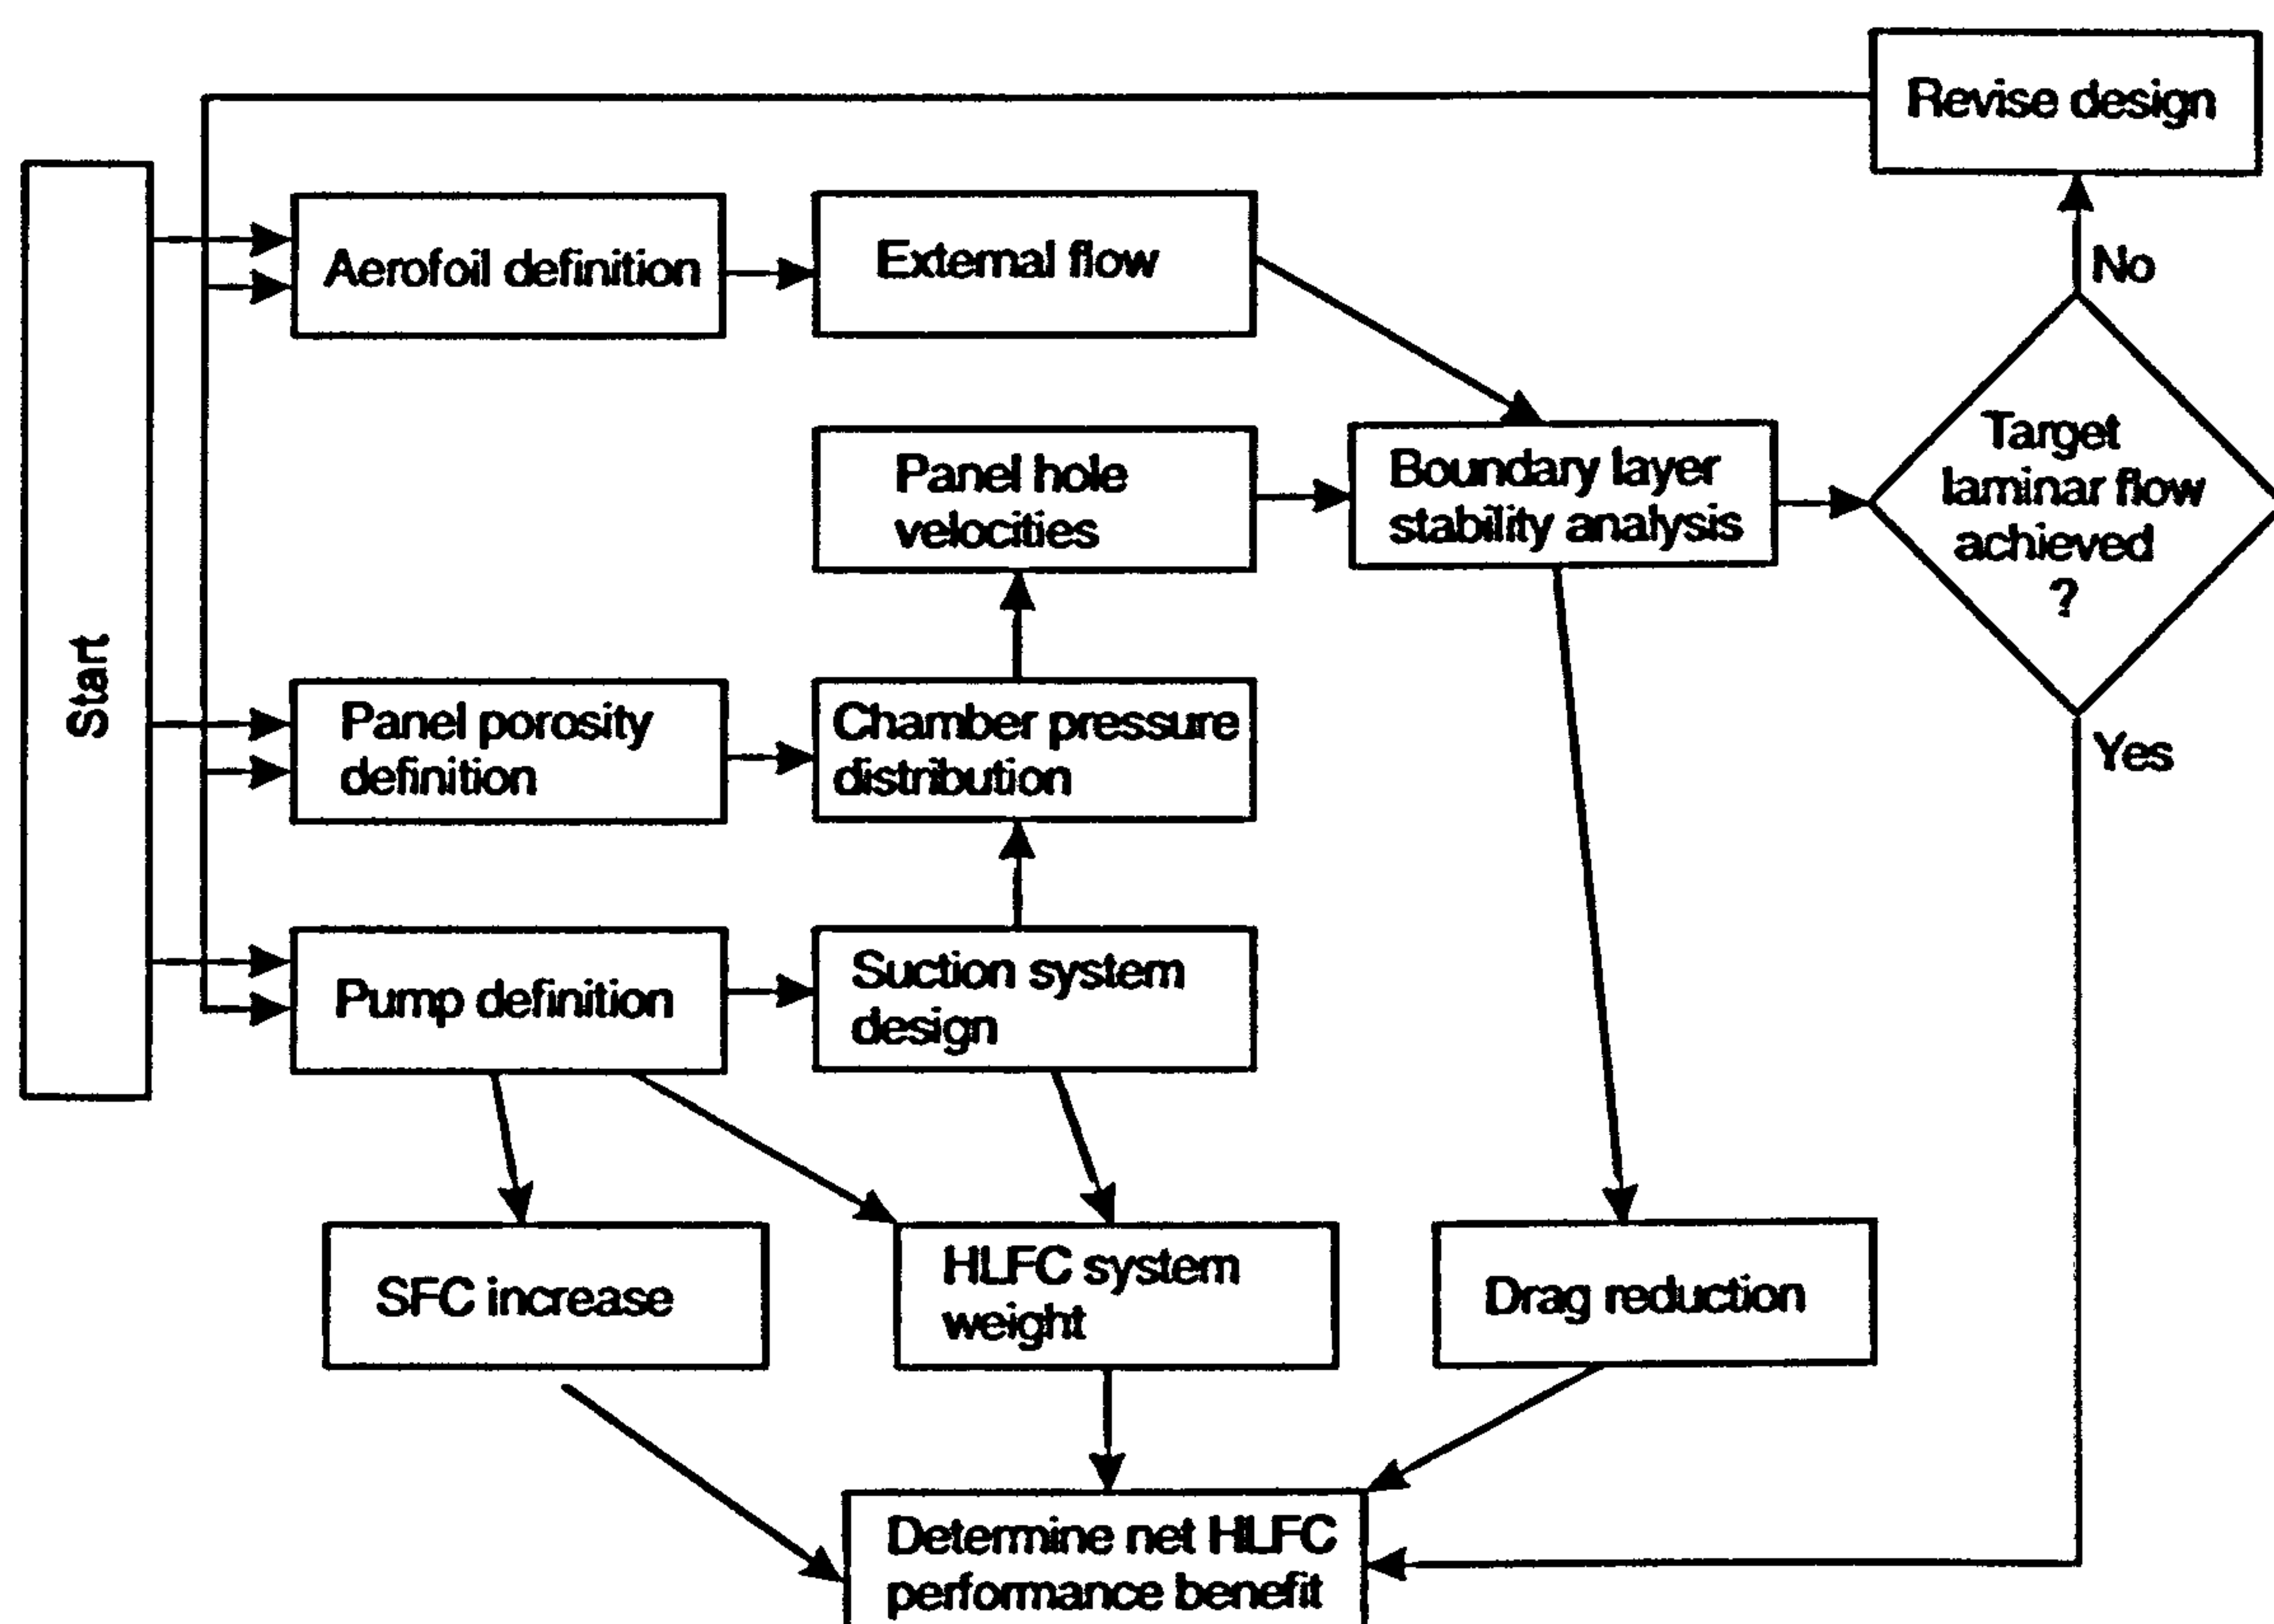 Revise design
Aerofoil definition
External flow
No
Start
Panel hole
velocities
Boundary layer
stability analysis
Target
laminar flow
achieved
?
Panel porosity
definition
Chamber pressure
distribution
Yes
Pump definition
Suction system
design
SFC increase
HLFC system
weight
Drag reduction
Determine net HLFC
performance benefit